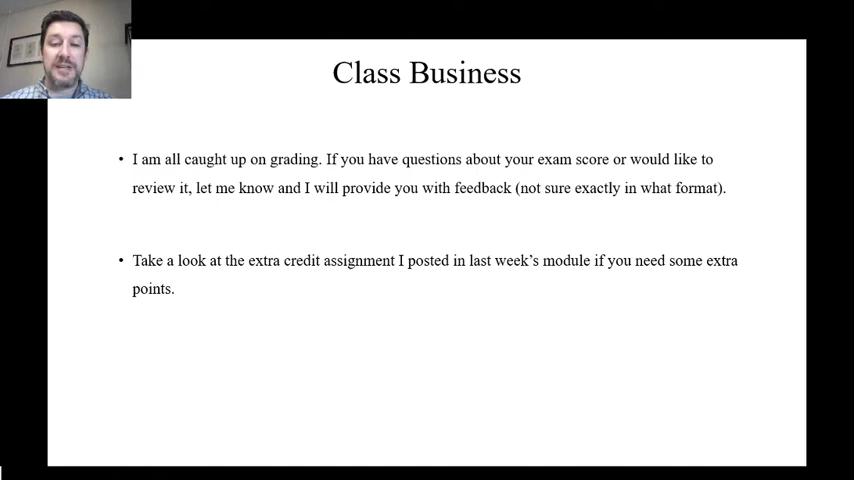 Class Business
• I am all caught up on grading. If you have questions about your exam score or would like to
review it, let me know and I will provide you with feedback (not sure exactly in what format).
• Take a look at the extra credit assignment I posted in last week’s module if you need some extra
points.